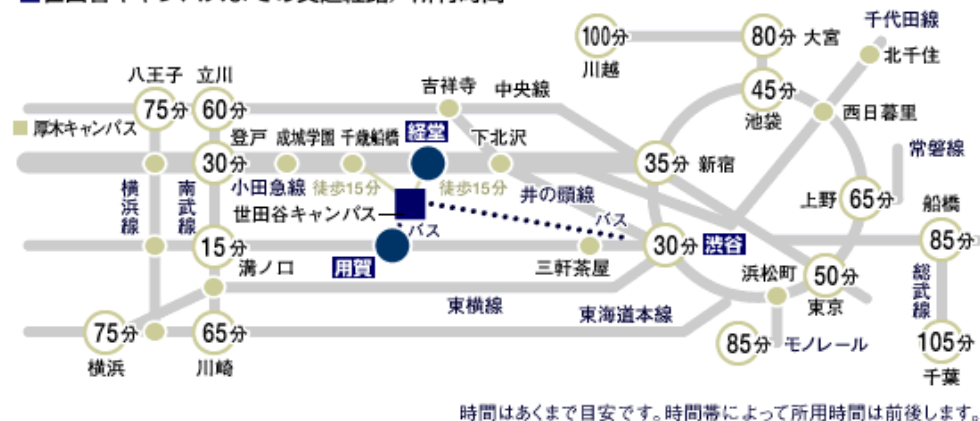 千代田線
100分
80分 大宮
北千住
川越
八王子 立川
吉祥寺 中央線
45分
75分 60分
池袋
西日暮里
厚木キャンパス
登戸 成城学園 千歳船橋 経堂 下北沢
常磐線
30分
35分 新宿
横浜線
南武線
小田急線 徒歩15分 徒歩15分
井の頭線
上野 65分
船橋
世田谷キャンパス
バス
バス
15分
用賀
三軒茶屋
30分 渋谷
85分
溝ノ口
浜松町
50分
東京
総武線
東横線
東海道本線
75分 65分
85分 モノレール
105分
横浜 川崎
千葉
時間はあくまで目安です。時間帯によって所用時間は前後します。